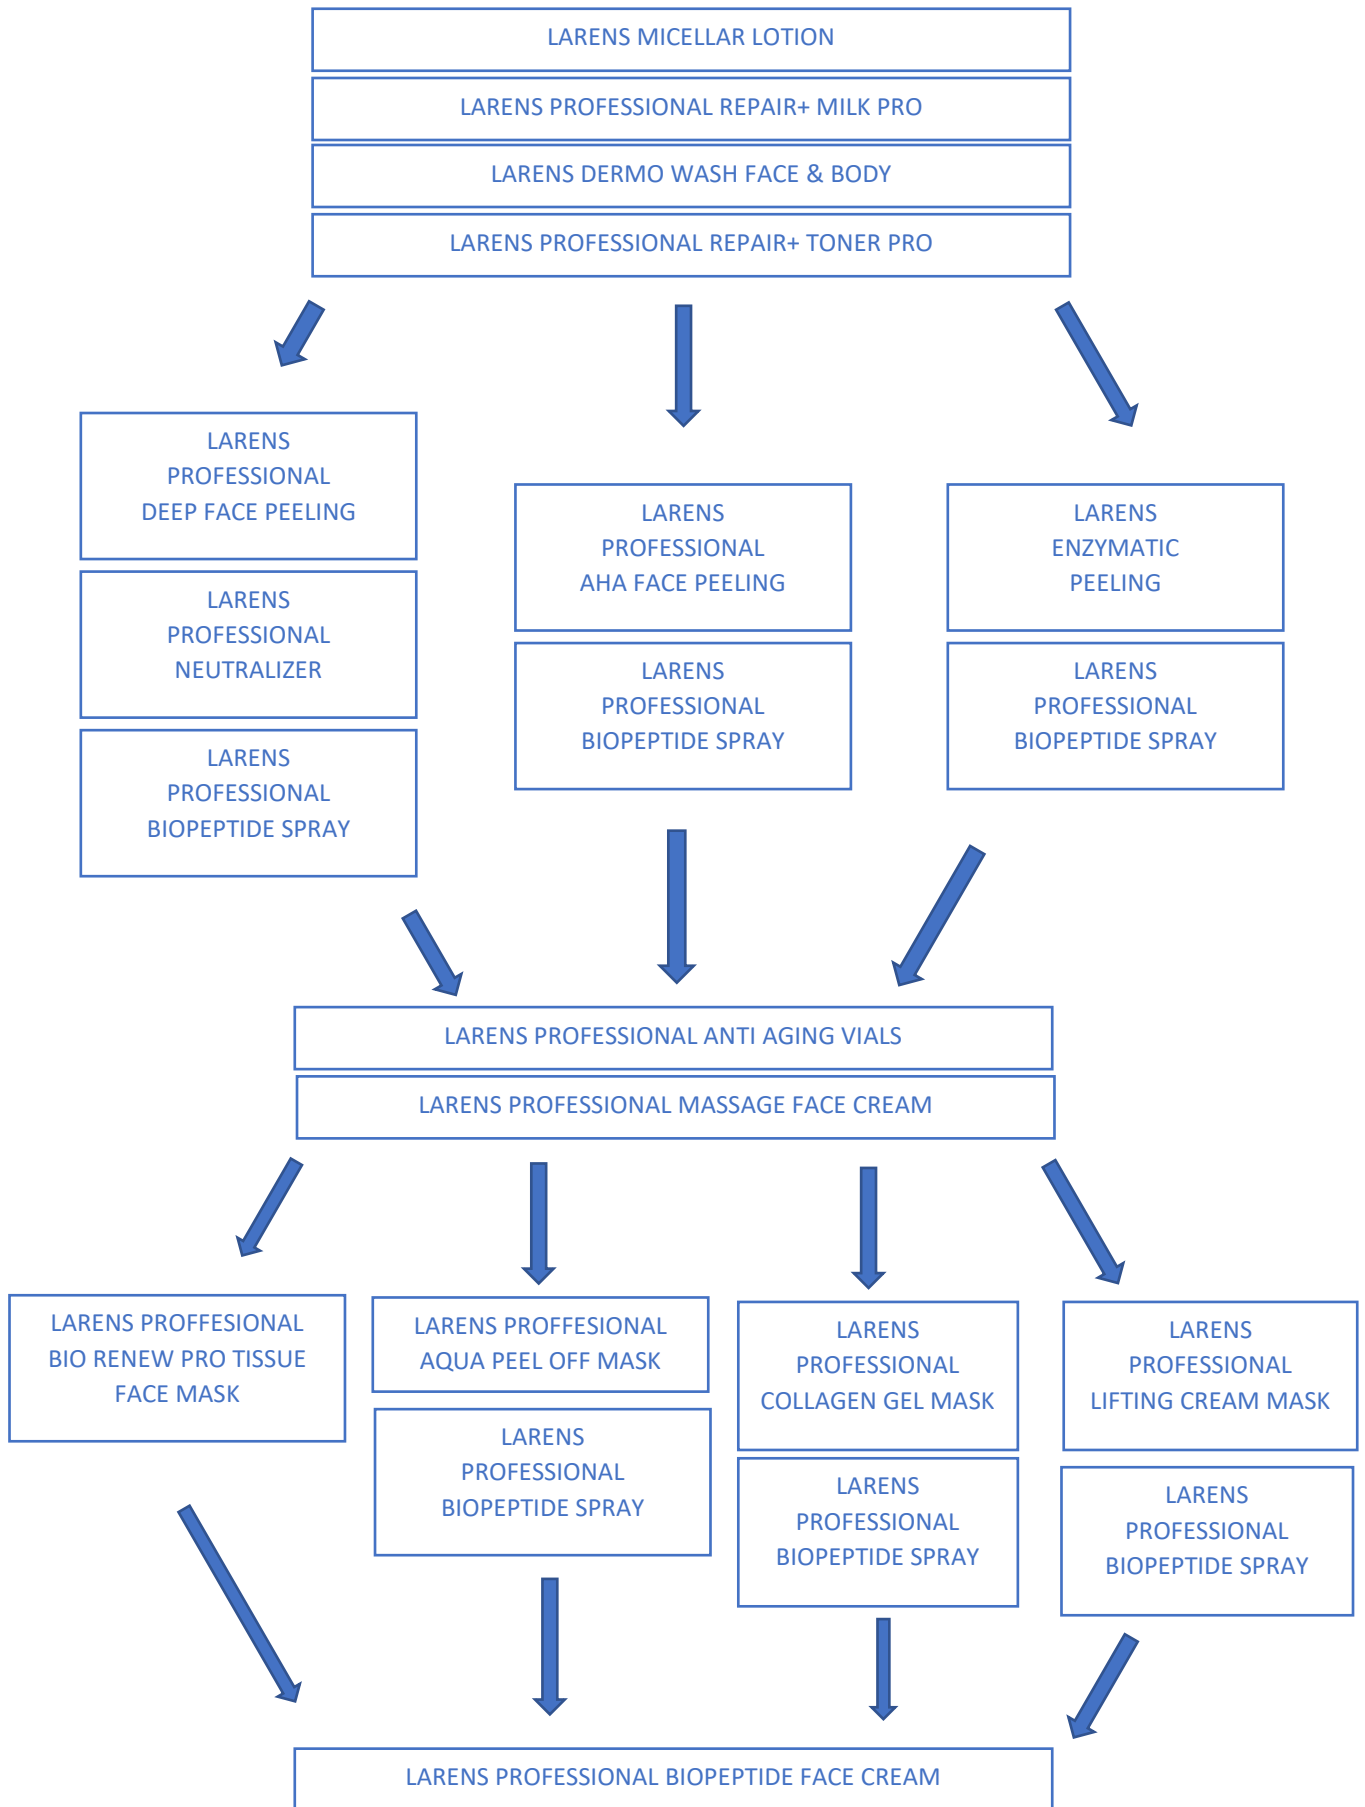 LARENS MICELLAR LOTION
LARENS PROFESSIONAL REPAIR+ MILK PRO
LARENS DERMO WASH FACE & BODY
LARENS PROFESSIONAL REPAIR+ TONER PRO
LARENS
PROFESSIONAL
DEEP FACE PEELING
LARENS
PROFESSIONAL
NEUTRALIZER
LARENS
PROFESSIONAL
BIOPEPTIDE SPRAY
LARENS
PROFESSIONAL
AHA FACE PEELING
LARENS
PROFESSIONAL
BIOPEPTIDE SPRAY
LARENS
ENZYMATIC
PEELING
LARENS
PROFESSIONAL
BIOPEPTIDE SPRAY
LARENS PROFESSIONAL ANTI AGING VIALS
LARENS PROFESSIONAL MASSAGE FACE CREAM
LARENS PROFFESIONAL
BIO RENEW PRO TISSUE
FACE MASK
LARENS PROFFESIONAL
AQUA PEEL OFF MASK
LARENS
PROFESSIONAL
BIOPEPTIDE SPRAY
LARENS
PROFESSIONAL
COLLAGEN GEL MASK
LARENS
PROFESSIONAL
BIOPEPTIDE SPRAY
LARENS
PROFESSIONAL
LIFTING CREAM MASK
LARENS
PROFESSIONAL
BIOPEPTIDE SPRAY
LARENS PROFESSIONAL BIOPEPTIDE FACE CREAM